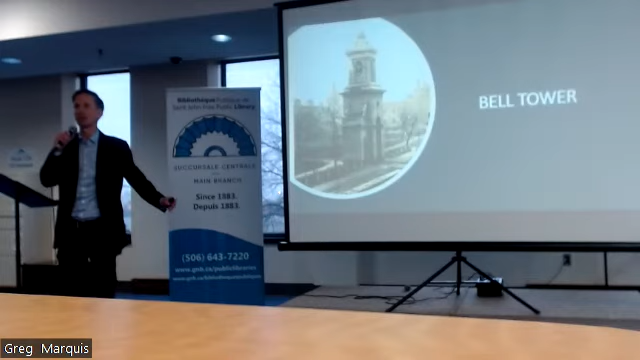 Bibliothèque Publique de
Saint John Free Public Library
SUCCURSALE CENTRALE
MAIN BRANCH
Since 1883.
Depuis 1883.
(506) 643-7220
www.gnb.ca/publiclibraries
BELL TOWER
Greg Marquis